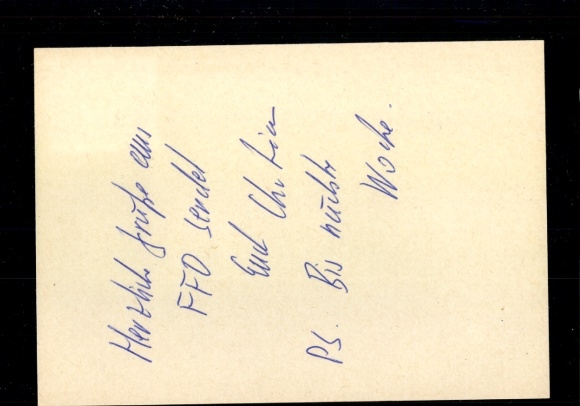 Herzliche Grüße aus
FFO sendet
Euch Christian
PS. Bis nächste
Woche.